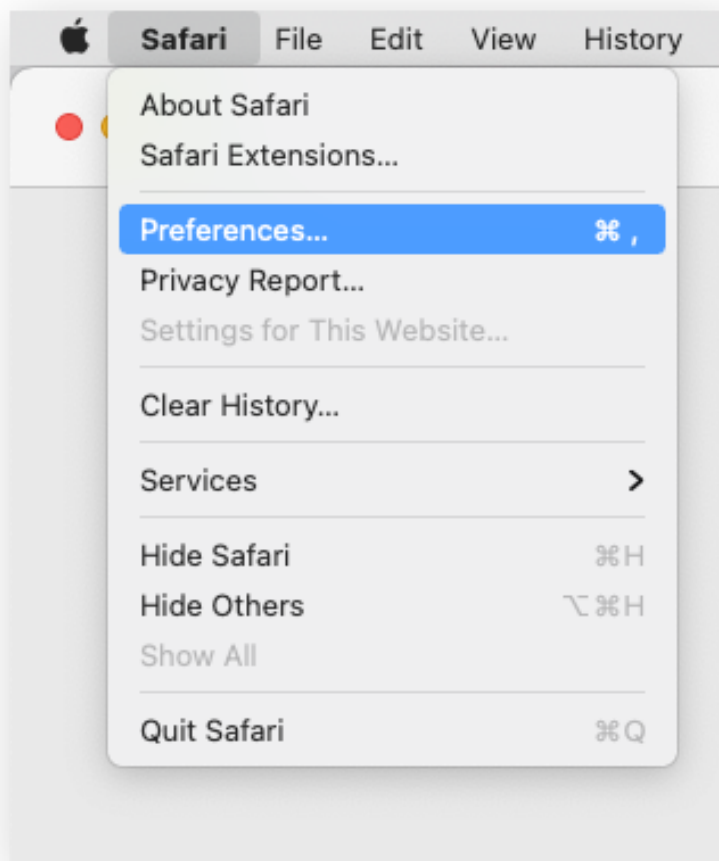 Safari File Edit View History
About Safari
Safari Extensions...
Preferences... ⌘ ,
Privacy Report...
Settings for This Website...
Clear History...
Services
Hide Safari ⌘H
Hide Others ⌥⌘H
Show All
Quit Safari ⌘Q